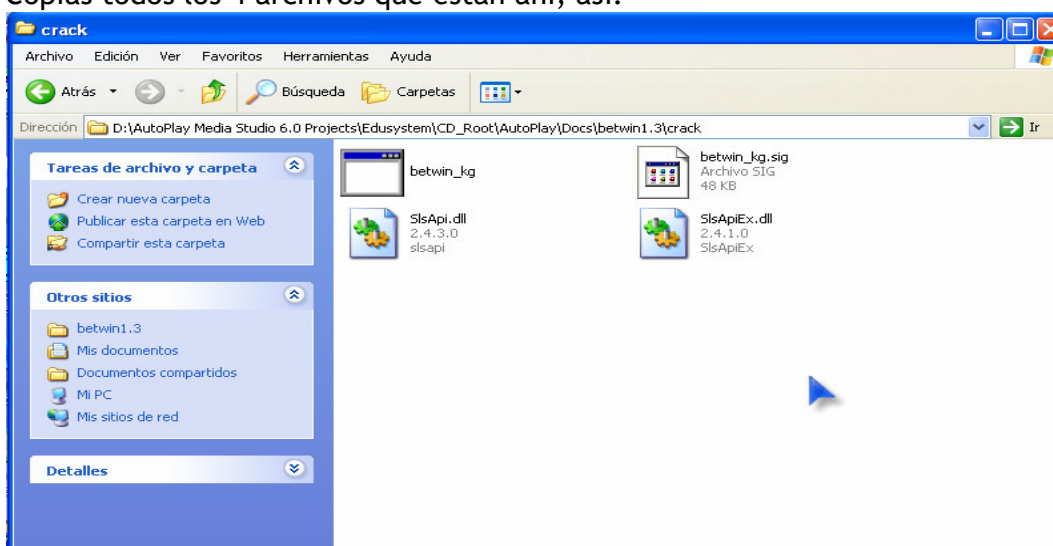 Copias todos los 4 archivos que están ahí, así:
crack
Archivo Edición Ver Favoritos Herramientas Ayuda
Atrás Búsqueda Carpetas
Dirección D:\AutoPlay Media Studio 6.0 Projects\Edusystem\CD_Root\AutoPlay\Docs\betwin1.3\crack Ir
Tareas de archivo y carpeta
Crear nueva carpeta
Publicar esta carpeta en Web
Compartir esta carpeta
Otros sitios
betwin1.3
Mis documentos
Documentos compartidos
Mi PC
Mis sitios de red
Detalles
betwin_kg
betwin_kg.sig
Archivo SIG
48 KB
SlsApi.dll
2.4.3.0
slsapi
SlsApiEx.dll
2.4.1.0
SlsApiEx